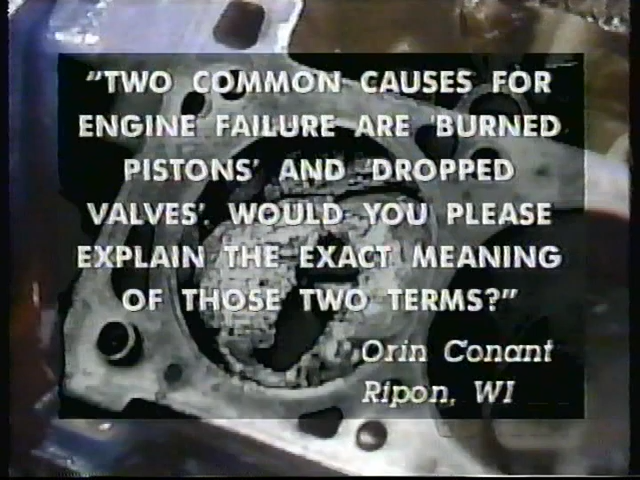 "TWO COMMON CAUSES FOR
ENGINE FAILURE ARE 'BURNED
PISTONS' AND 'DROPPED
VALVES'. WOULD YOU PLEASE
EXPLAIN THE EXACT MEANING
OF THOSE TWO TERMS?"
Orin Conant
Ripon, WI